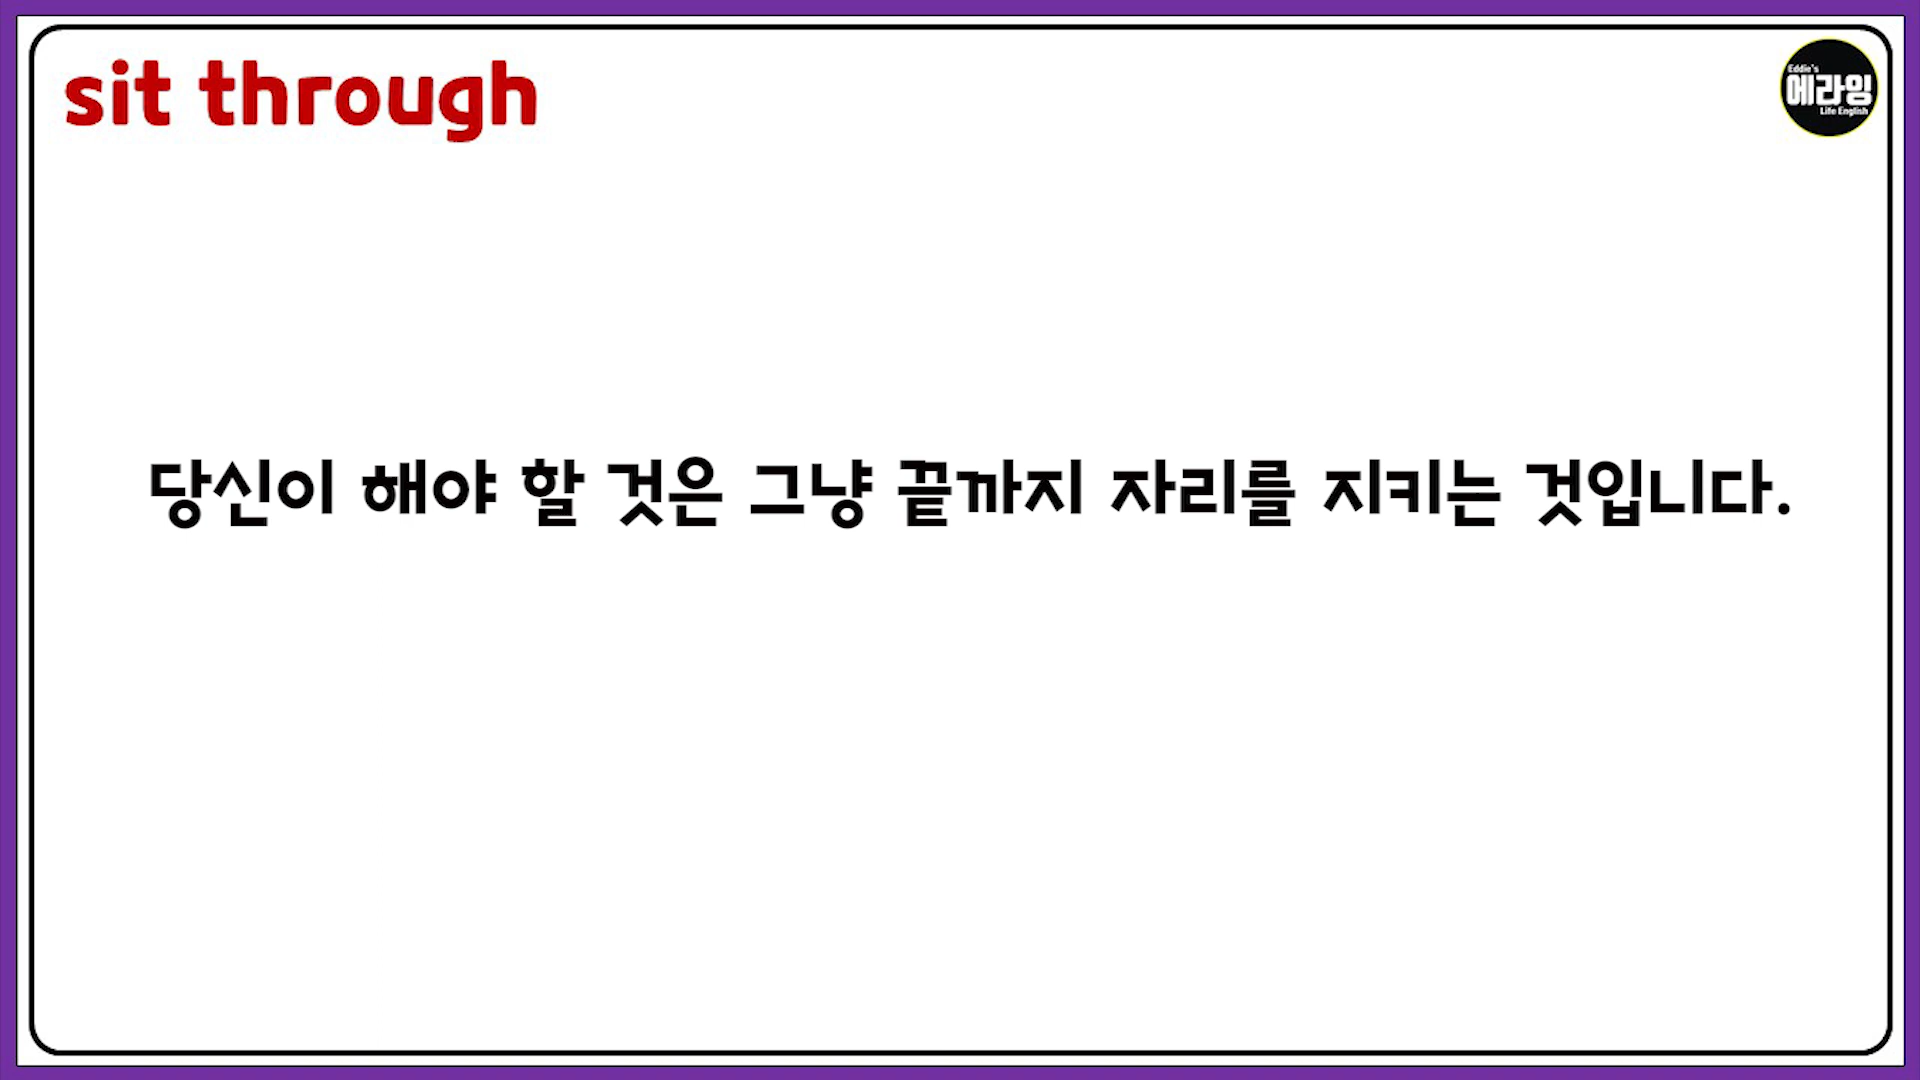 sit through
Eddie's
에라잉
Life English
당신이 해야 할 것은 그냥 끝까지 자리를 지키는 것입니다.